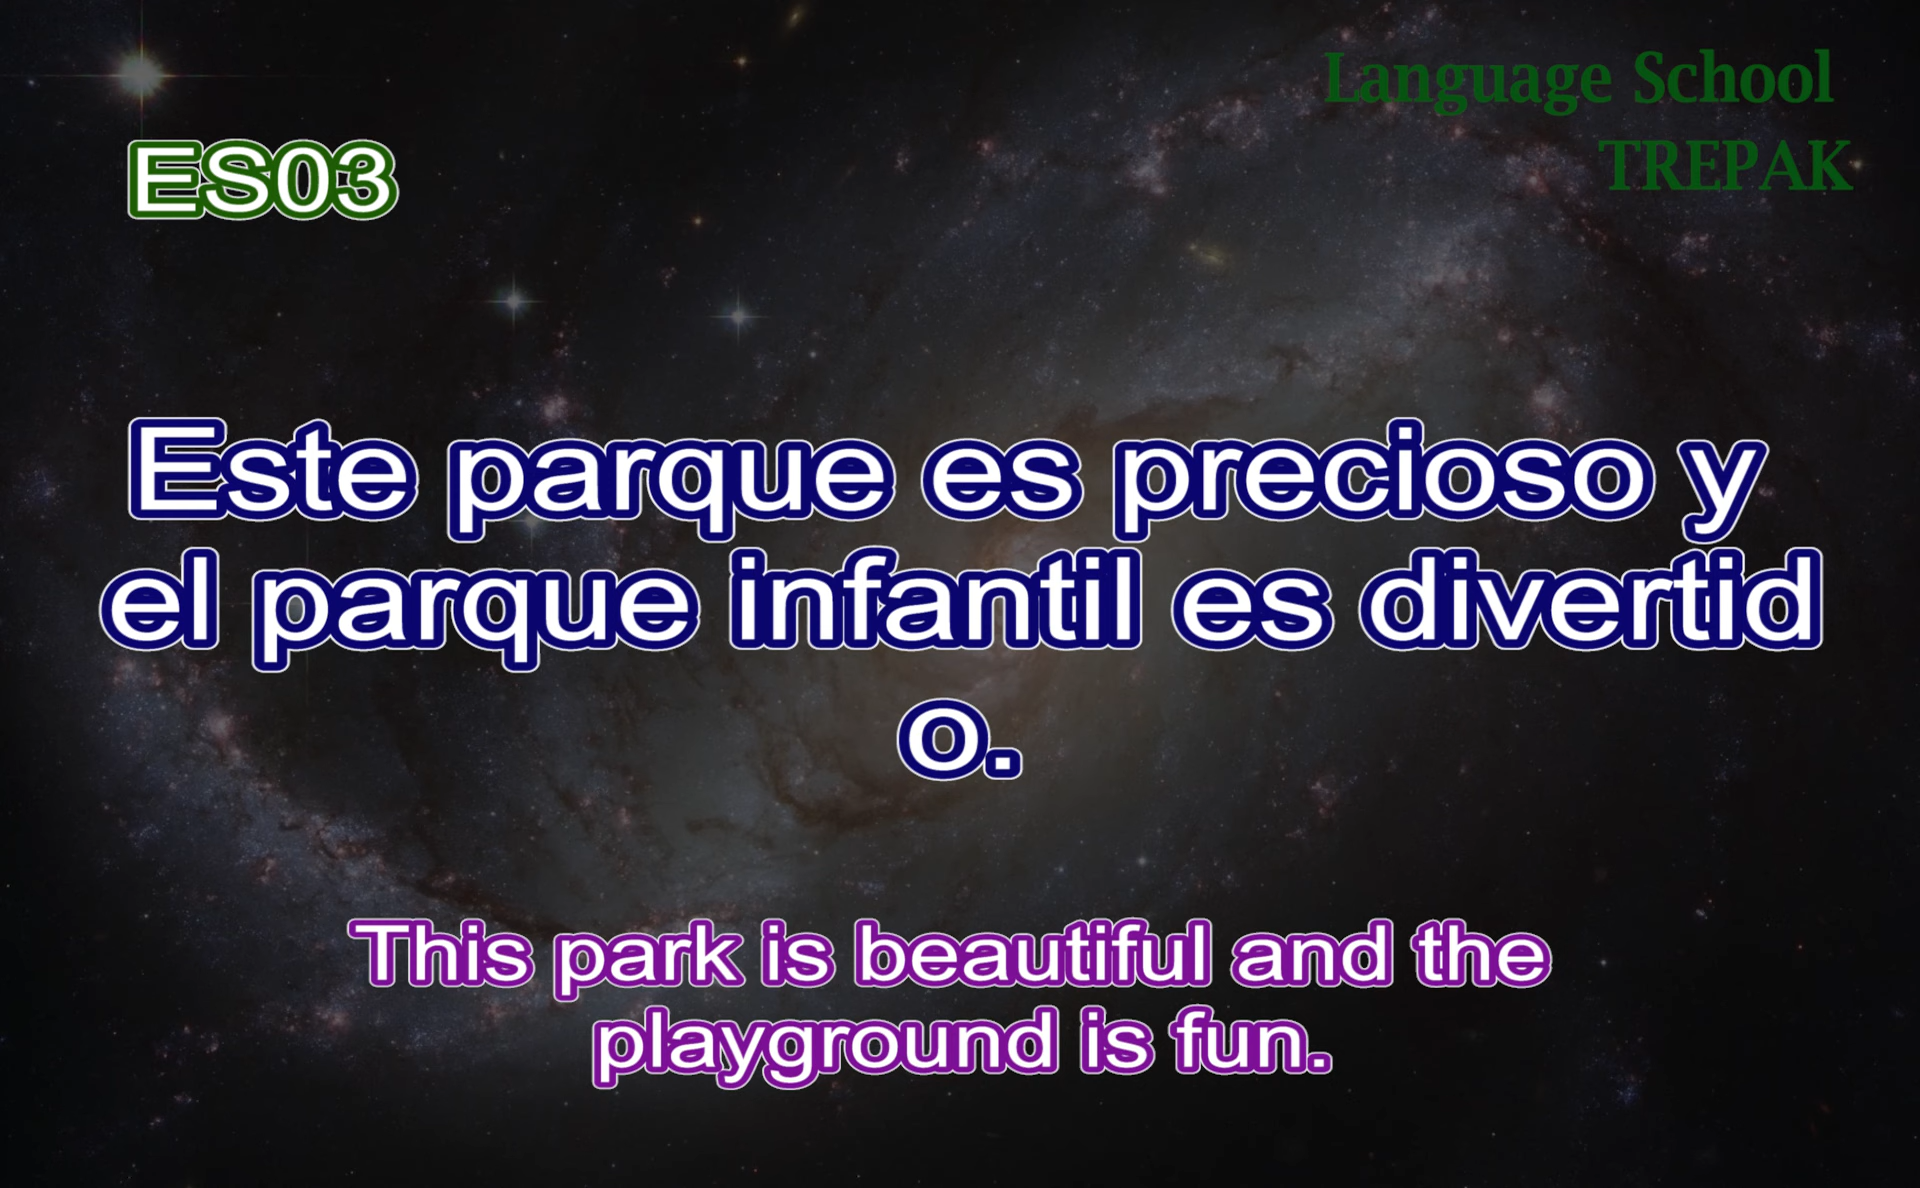 Language School
TREPAK
ES03
Este parque es precioso y
el parque infantil es divertid
o.
This park is beautiful and the
playground is fun.